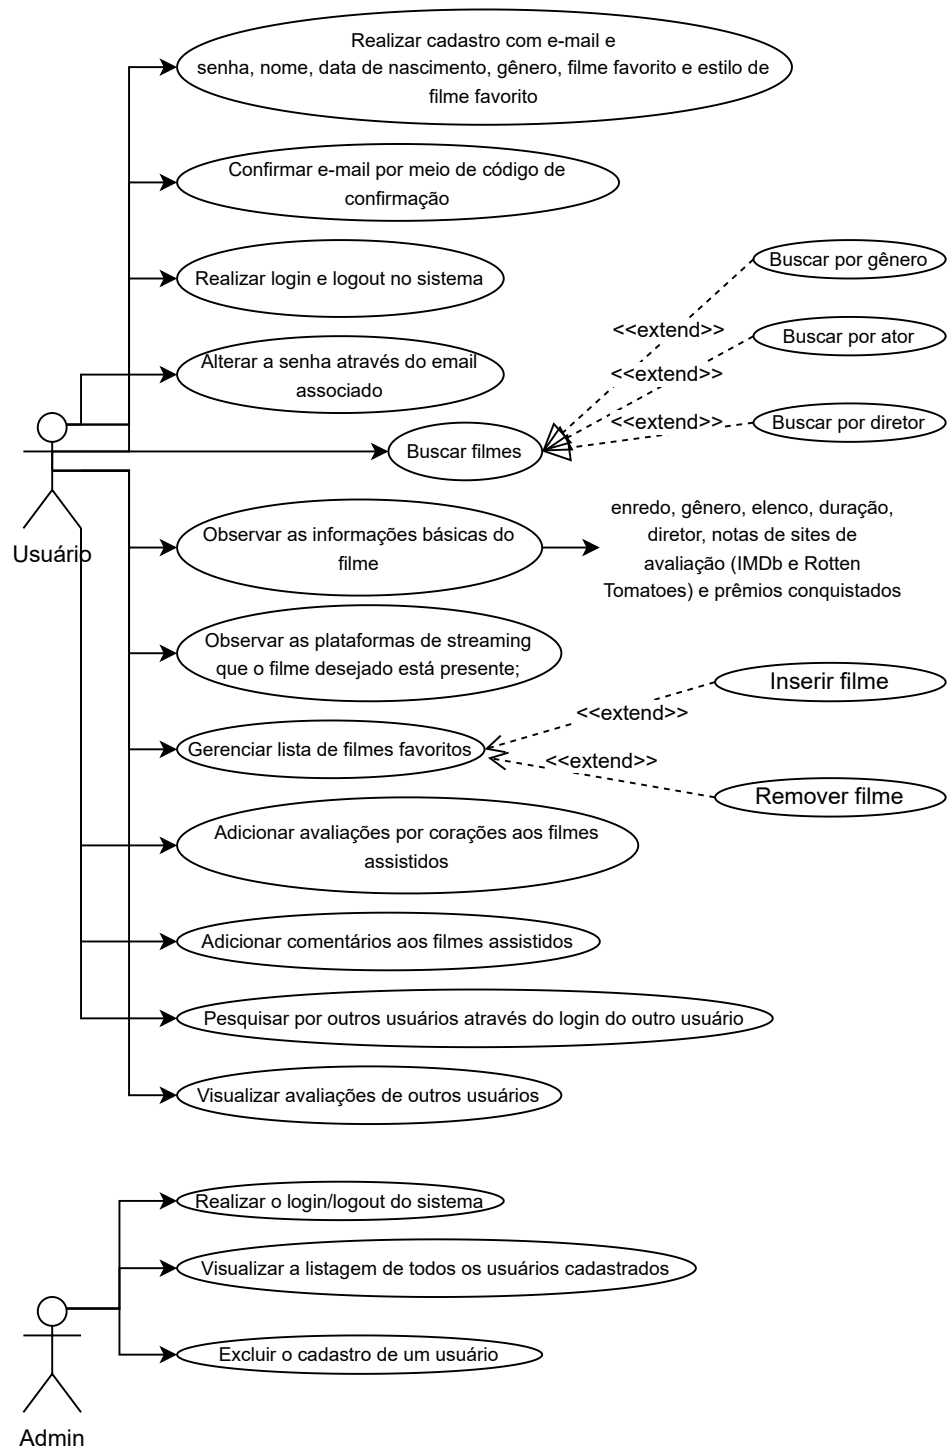 Realizar cadastro com e-mail e
senha, nome, data de nascimento, gênero, filme favorito e estilo de
filme favorito
Confirmar e-mail por meio de código de
confirmação
Realizar login e logout no sistema
Alterar a senha através do email
associado
Buscar por gênero
<<extend>>
Buscar por ator
<<extend>>
Buscar por diretor
<<extend>>
Buscar filmes
Usuário
Observar as informações básicas do
filme
enredo, gênero, elenco, duração,
diretor, notas de sites de
avaliação (IMDb e Rotten
Tomatoes) e prêmios conquistados
Observar as plataformas de streaming
que o filme desejado está presente;
Inserir filme
<<extend>>
Gerenciar lista de filmes favoritos
<<extend>>
Remover filme
Adicionar avaliações por corações aos filmes
assistidos
Adicionar comentários aos filmes assistidos
Pesquisar por outros usuários através do login do outro usuário
Visualizar avaliações de outros usuários
Realizar o login/logout do sistema
Visualizar a listagem de todos os usuários cadastrados
Excluir o cadastro de um usuário
Admin